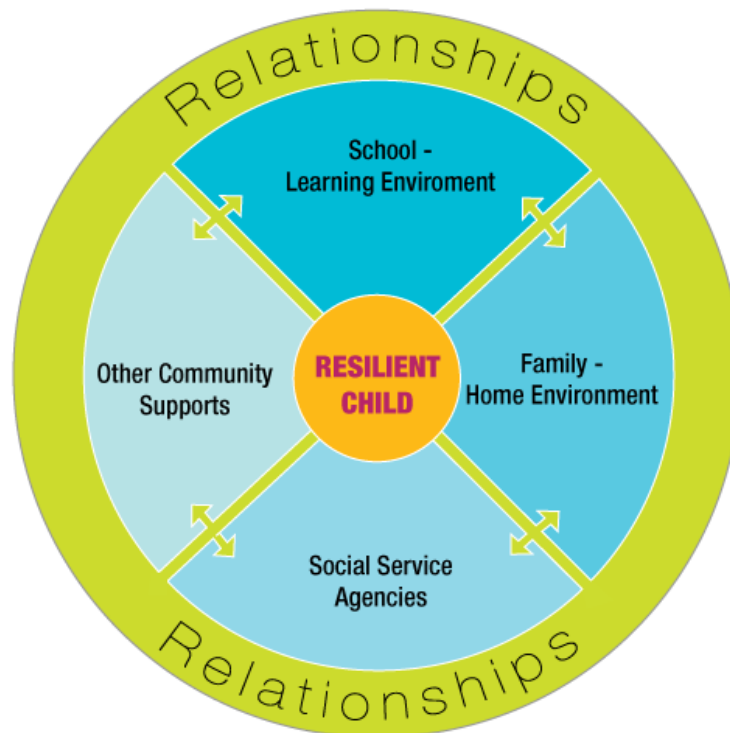 Relationships
School -
Learning Enviroment
Family -
Home Environment
Other Community
Supports
RESILIENT
CHILD
Social Service
Agencies
Relationships